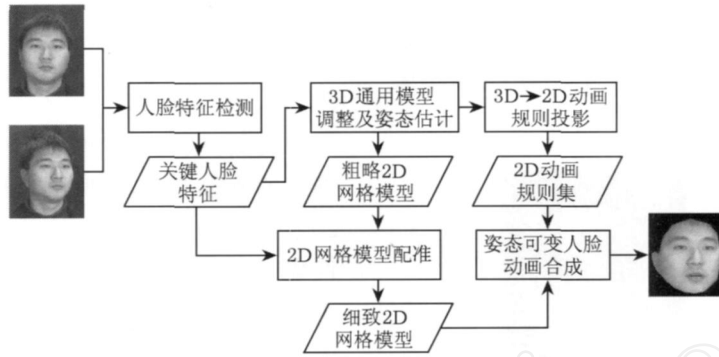 人脸特征检测
关键人脸
特征
3D通用模型
调整及姿态估计
粗略2D
网格模型
2D网格模型配准
细致2D
网格模型
3D→2D动画
规则投影
2D动画
规则集
姿态可变人脸
动画合成